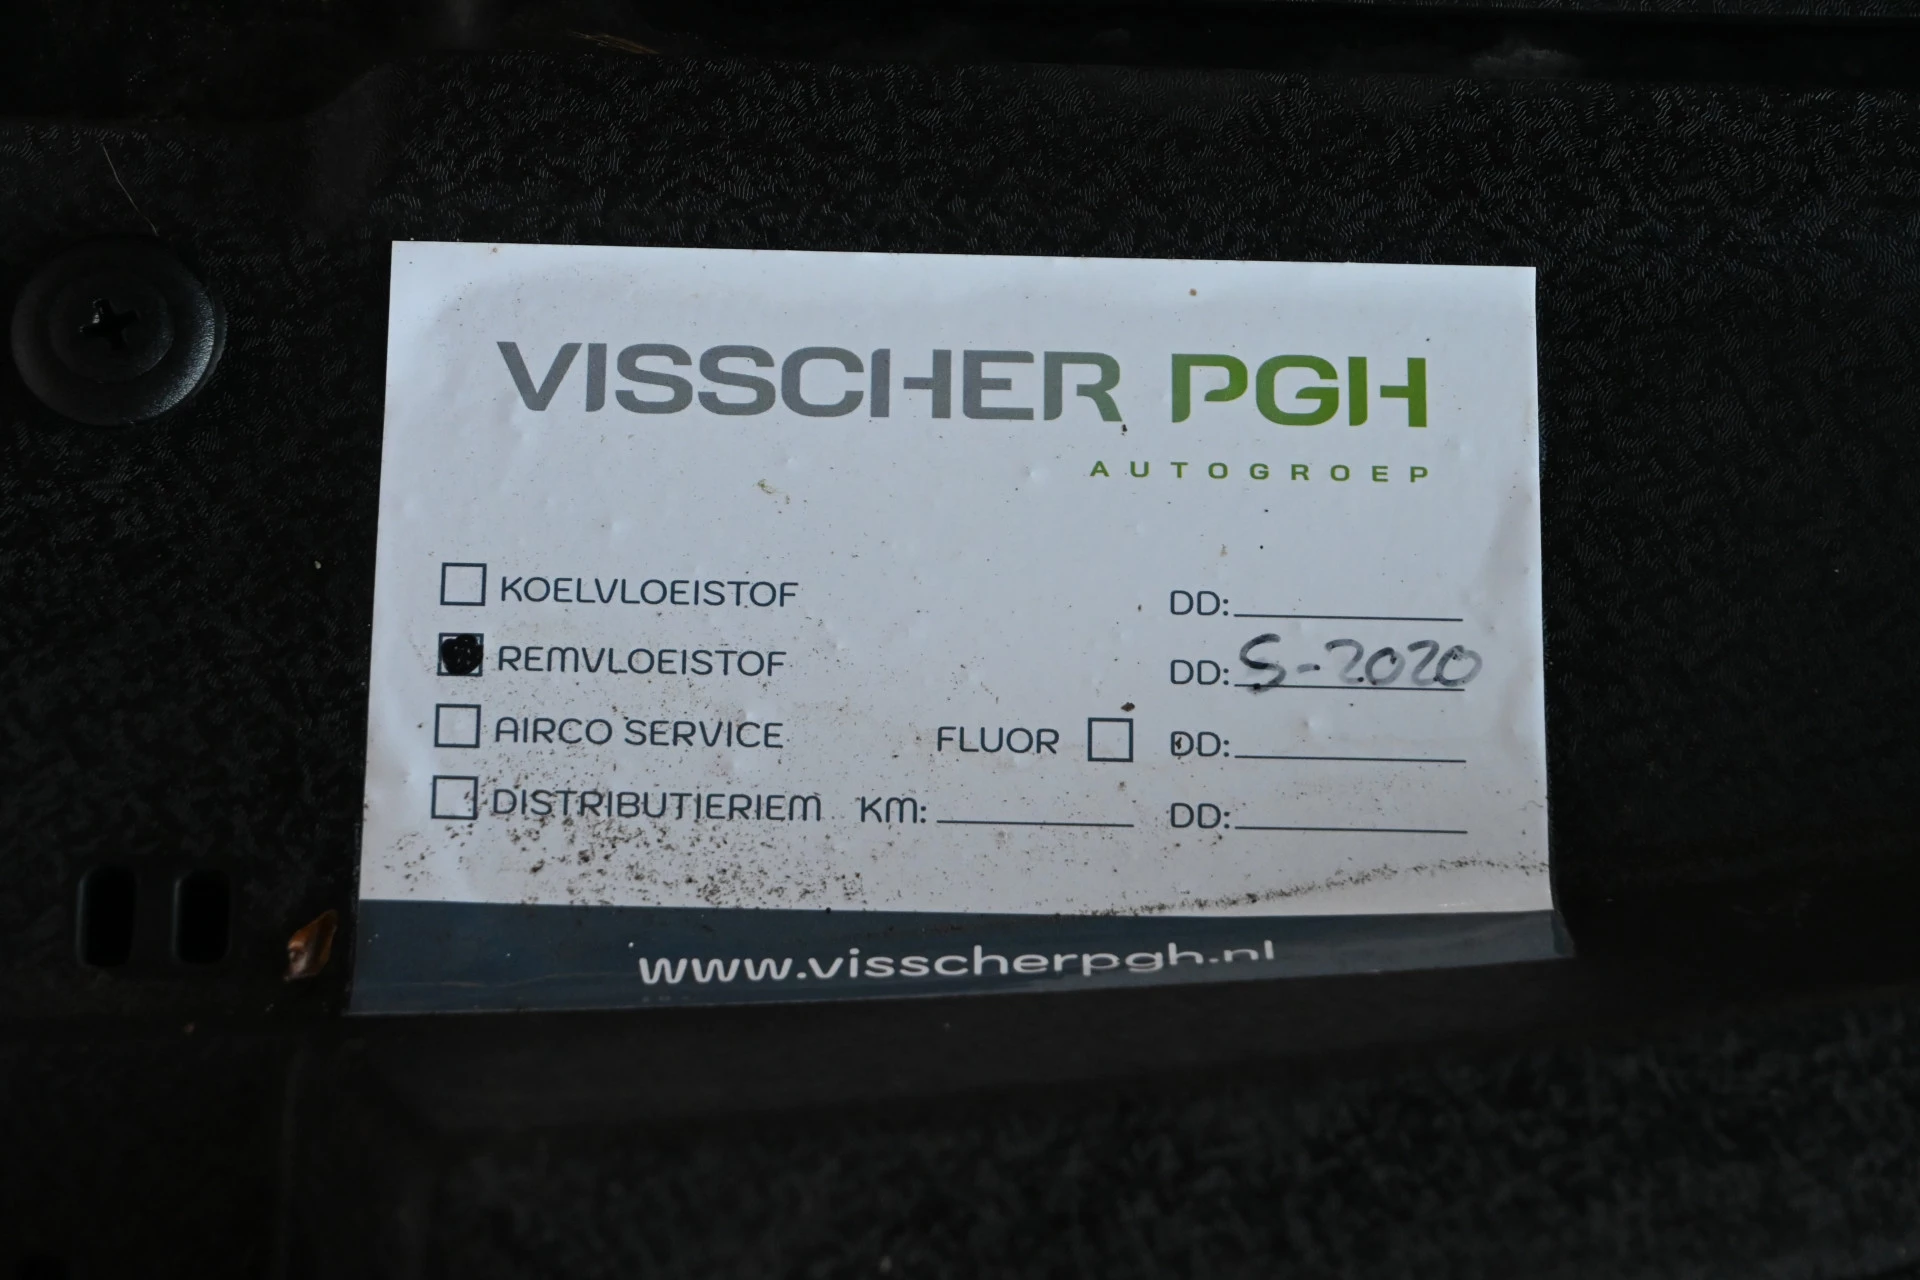 VISSCHER PGH
AUTOGROEP
KOELVLOEISTOF DD:
REMVLOEISTOF DD: 5-2020
AIRCO SERVICE FLUOR DD:
DISTRIBUTIERIEM KM: DD:
www.visscherpgh.nl